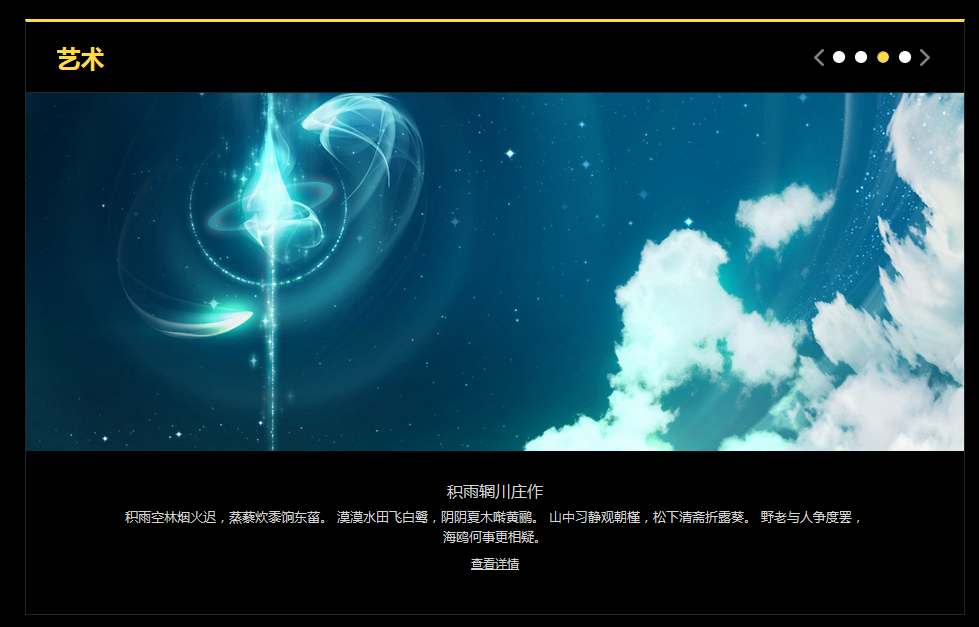 艺术
积雨辋川庄作
积雨空林烟火迟，蒸藜炊黍饷东菑。 漠漠水田飞白鹭，阴阴夏木啭黄鹂。 山中习静观朝槿，松下清斋折露葵。 野老与人争席罢，
海鸥何事更相疑。
查看详情